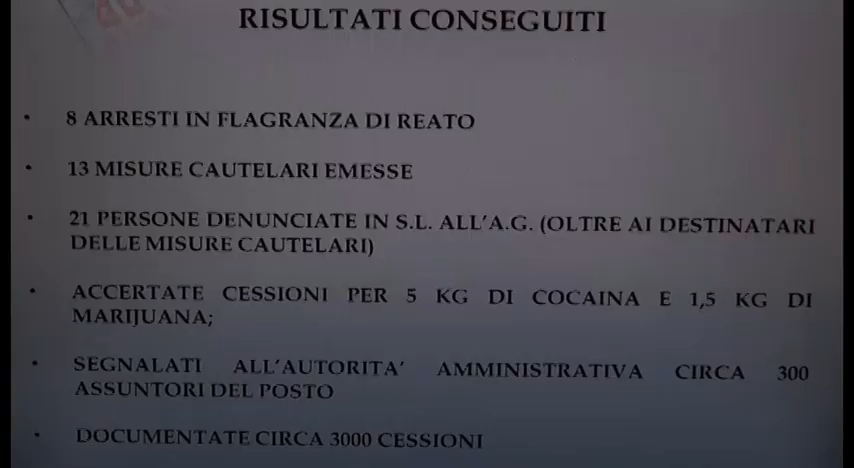 RISULTATI CONSEGUITI
• 8 ARRESTI IN FLAGRANZA DI REATO
• 13 MISURE CAUTELARI EMESSE
• 21 PERSONE DENUNCIATE IN S.L. ALL'A.G. (OLTRE AI DESTINATARI
DELLE MISURE CAUTELARI)
• ACCERTATE CESSIONI PER 5 KG DI COCAINA E 1,5 KG DI
MARIJUANA;
• SEGNALATI ALL'AUTORITA' AMMINISTRATIVA CIRCA 300
ASSUNTORI DEL POSTO
• DOCUMENTATE CIRCA 3000 CESSIONI